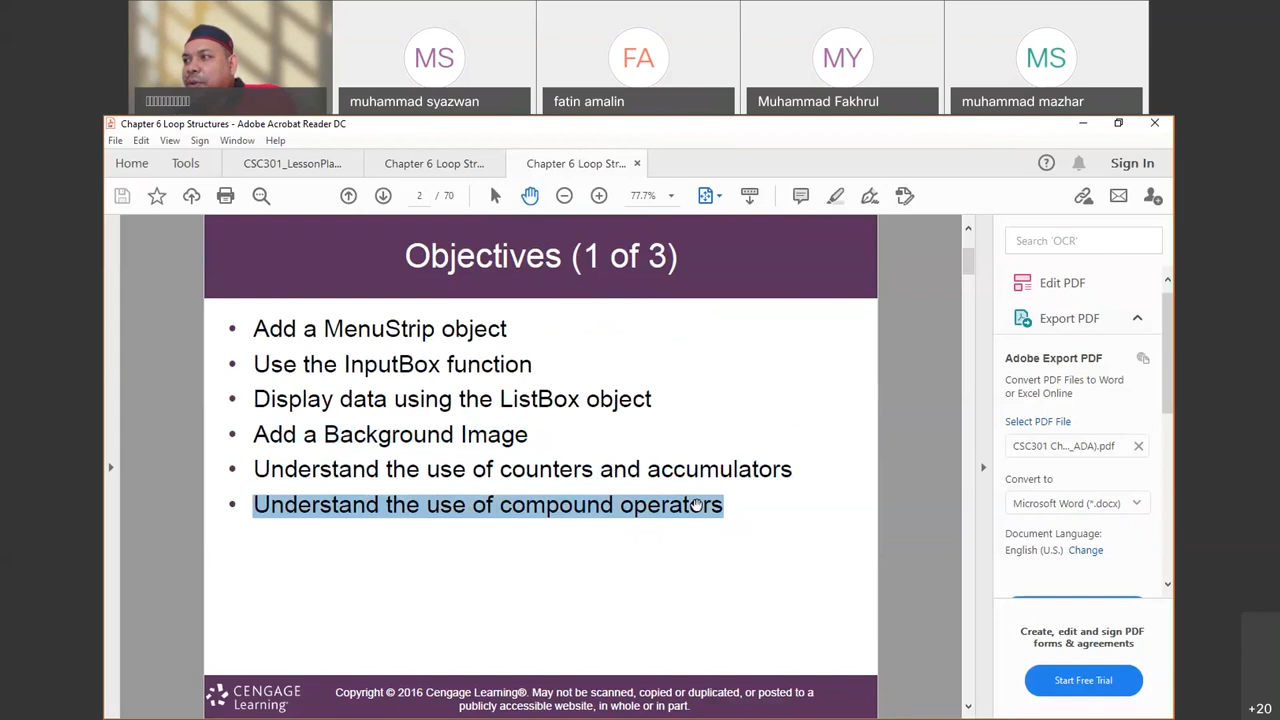 MS
FA
MY
MS
muhammad syazwan
fatin amalin
Muhammad Fakhrul
muhammad mazhar
Chapter 6 Loop Structures - Adobe Acrobat Reader DC
File Edit View Sign Window Help
Home Tools CSC301_LessonPla... Chapter 6 Loop Str... Chapter 6 Loop Str... ×
Sign In
2 / 70 77.7%
Objectives (1 of 3)
• Add a MenuStrip object
• Use the InputBox function
• Display data using the ListBox object
• Add a Background Image
• Understand the use of counters and accumulators
• Understand the use of compound operators
CENGAGE
Learning
Copyright © 2016 Cengage Learning®. May not be scanned, copied or duplicated, or posted to a
publicly accessible website, in whole or in part.
Search 'OCR'
Edit PDF
Export PDF
Adobe Export PDF
Convert PDF Files to Word
or Excel Online
Select PDF File
CSC301 Ch..._ADA).pdf
Convert to
Microsoft Word (*.docx)
Document Language:
English (U.S.) Change
Create, edit and sign PDF
forms & agreements
Start Free Trial
+20